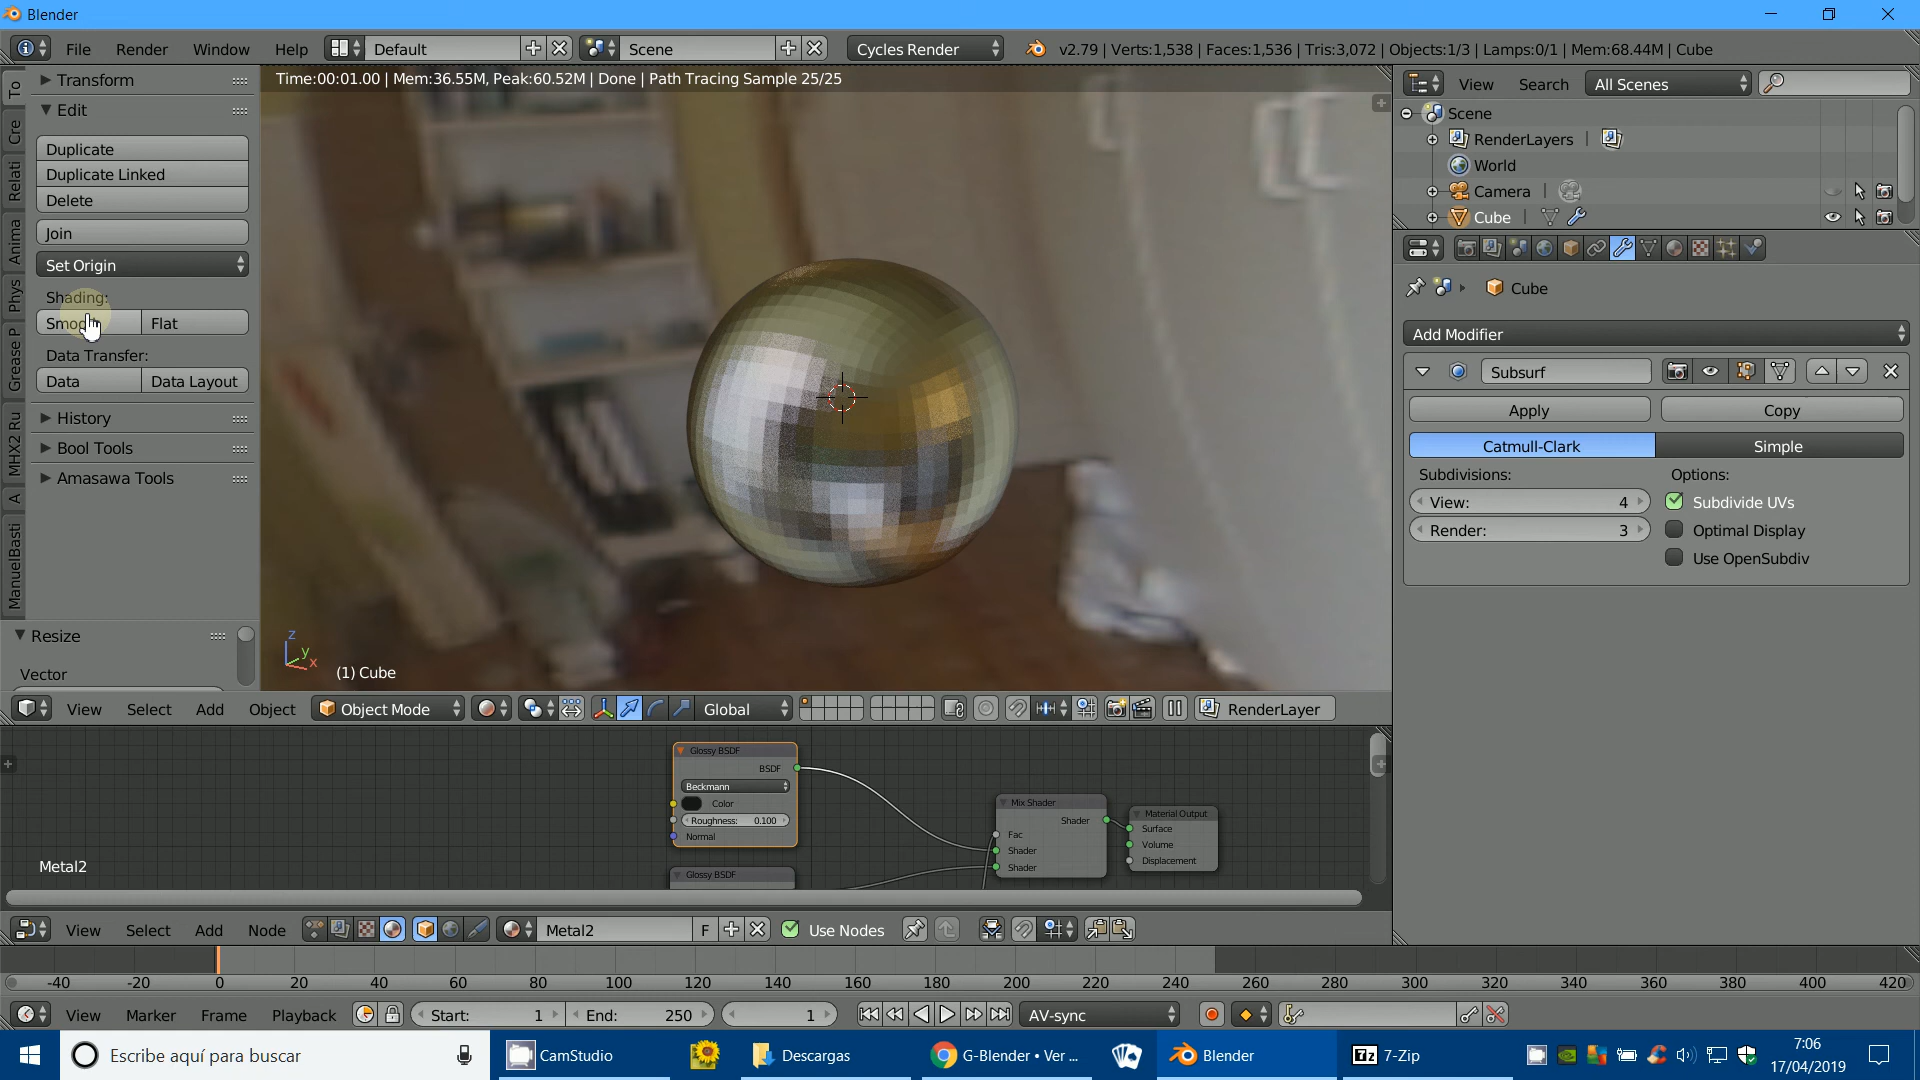 Blender
File Render Window Help Default Scene Cycles Render v2.79 | Verts:1,538 | Faces:1,536 | Tris:3,072 | Objects:1/3 | Lamps:0/1 | Mem:68.44M | Cube
Time:00:01.00 | Mem:36.55M, Peak:60.52M | Done | Path Tracing Sample 25/25
To
Cre
Relati
Anima
Phys
Grease P
MHX2 Ru
A
ManuelBasti
Transform
Edit
Duplicate
Duplicate Linked
Delete
Join
Set Origin
Shading:
Smooth Flat
Data Transfer:
Data Data Layout
History
Bool Tools
Amasawa Tools
Resize
Vector
z
y
x
(1) Cube
View Select Add Object Object Mode Global RenderLayer
Glossy BSDF
BSDF
Beckmann
Color
Roughness: 0.100
Normal
Glossy BSDF
Mix Shader
Shader
Fac
Shader
Shader
Material Output
Surface
Volume
Displacement
Metal2
View Select Add Node Metal2 F Use Nodes
-40 -20 0 20 40 60 80 100 120 140 160 180 200 220 240 260 280 300 320 340 360 380 400 420
View Marker Frame Playback Start: 1 End: 250 1 AV-sync
View Search All Scenes
Scene
RenderLayers
World
Camera
Cube
Cube
Add Modifier
Subsurf
Apply Copy
Catmull-Clark Simple
Subdivisions: Options:
View: 4 Subdivide UVs
Render: 3 Optimal Display
Use OpenSubdiv
Escribe aquí para buscar CamStudio Descargas G-Blender • Ver ... Blender 7z 7-Zip
7:06
17/04/2019